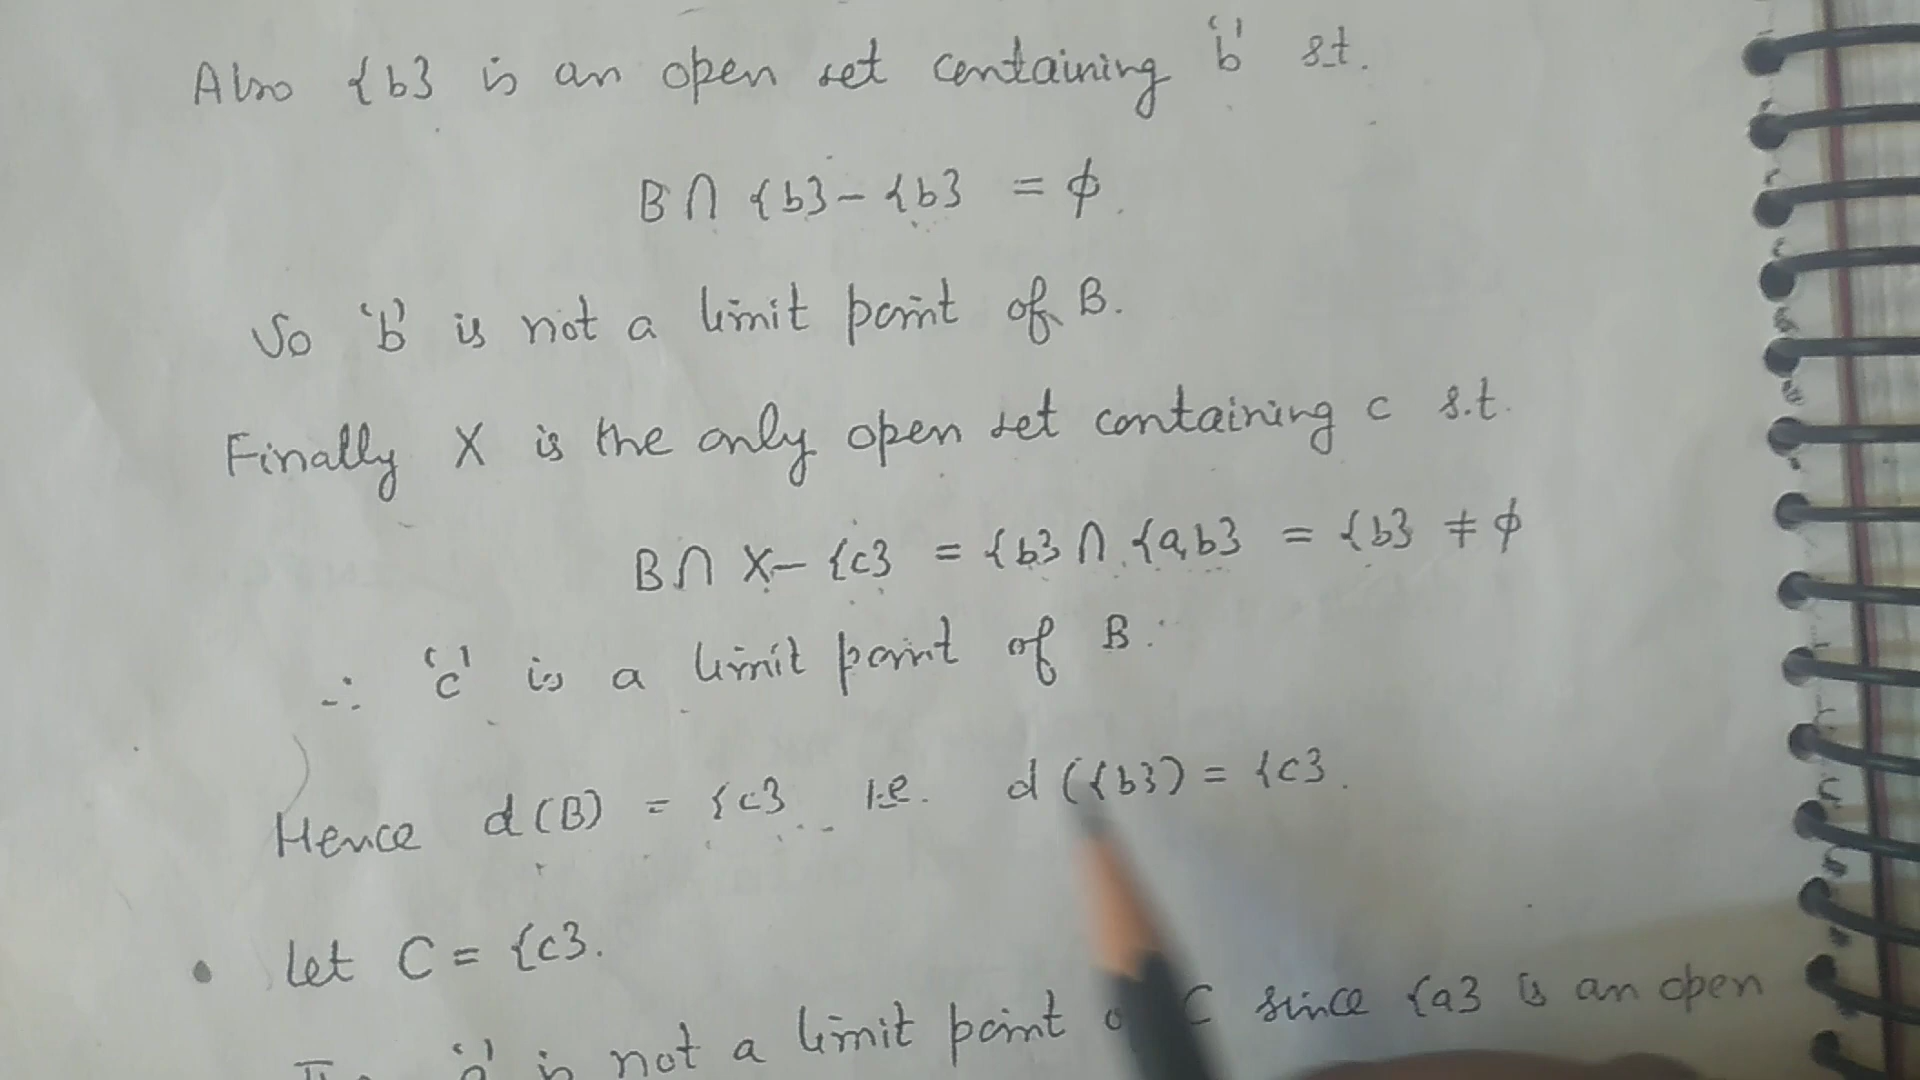 Also {b} is an open set containing 'b' s.t.
B ∩ {b} - {b} = ϕ.
So 'b' is not a limit point of B.
Finally X is the only open set containing c s.t.
B ∩ X - {c} = {b} ∩ {a,b} = {b} ≠ ϕ
∴ 'c' is a limit point of B.
Hence d(B) = {c} i.e. d({b}) = {c}.
• Let C = {c}.
'a' is not a limit point C since {a} is an open